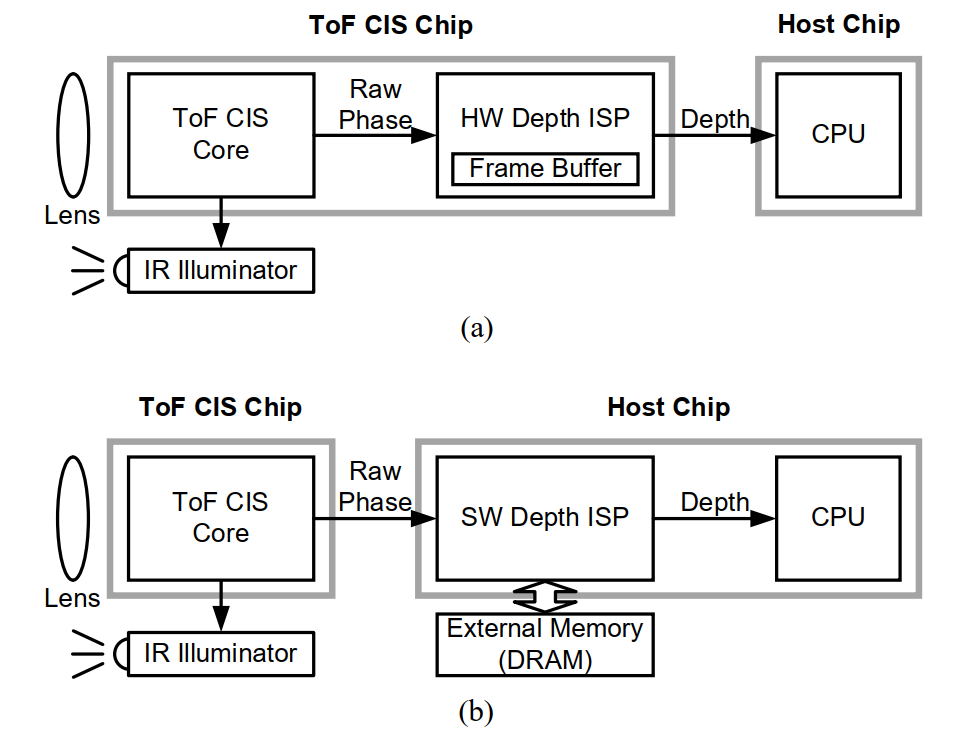 ToF CIS Chip
Host Chip
ToF CIS
Core
Raw
Phase
HW Depth ISP
Frame Buffer
Depth
CPU
Lens
IR Illuminator
(a)
ToF CIS Chip
Host Chip
ToF CIS
Core
Raw
Phase
SW Depth ISP
Depth
CPU
Lens
IR Illuminator
External Memory
(DRAM)
(b)